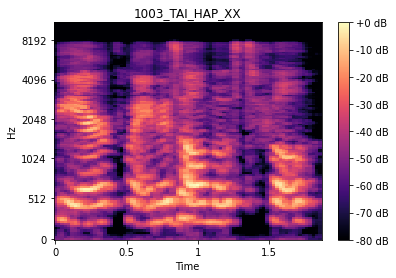 1003_TAI_HAP_XX
+0 dB
8192
-10 dB
4096
-20 dB
-30 dB
2048
Hz
-40 dB
1024
-50 dB
512
-60 dB
-70 dB
0
-80 dB
0
0.5
1
1.5
Time